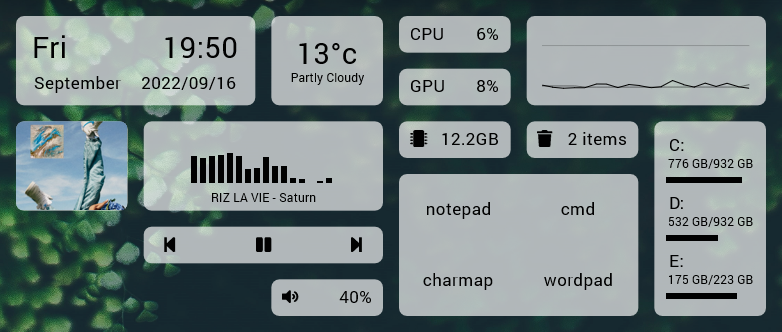 Fri 19:50
September 2022/09/16
13°c
Partly Cloudy
CPU 6%
GPU 8%
12.2GB
2 items
RIZ LA VIE - Saturn
40%
notepad cmd
charmap wordpad
C:
776 GB/932 GB
D:
532 GB/932 GB
E:
175 GB/223 GB